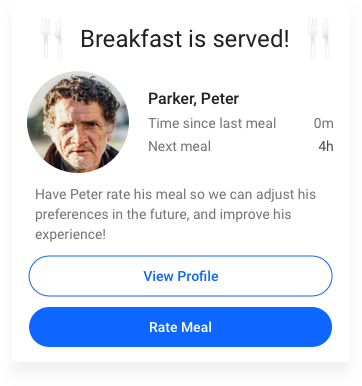 Breakfast is served!
Parker, Peter
Time since last meal 0m
Next meal 4h
Have Peter rate his meal so we can adjust his
preferences in the future, and improve his
experience!
View Profile
Rate Meal